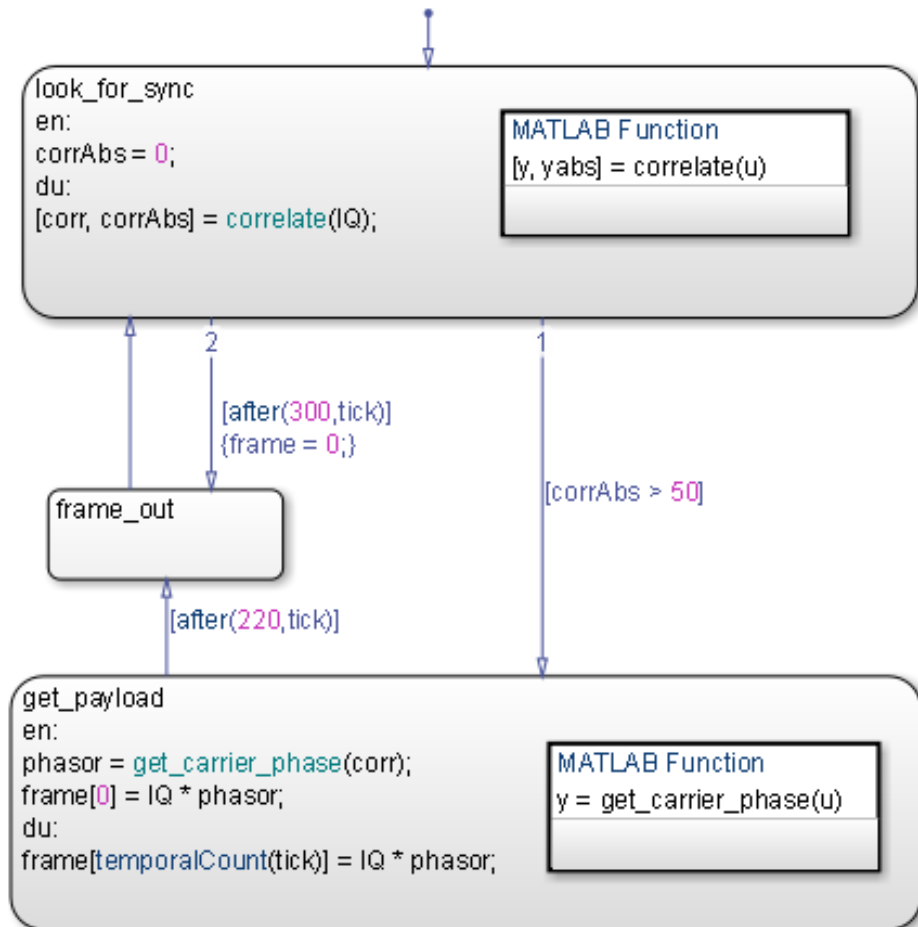 look_for_sync
en:
corrAbs = 0;
du:
[corr, corrAbs] = correlate(IQ);
MATLAB Function
[y, yabs] = correlate(u)
2
1
[after(300,tick)]
{frame = 0;}
[corrAbs > 50]
frame_out
[after(220,tick)]
get_payload
en:
phasor = get_carrier_phase(corr);
frame[0] = IQ * phasor;
du:
frame[temporalCount(tick)] = IQ * phasor;
MATLAB Function
y = get_carrier_phase(u)